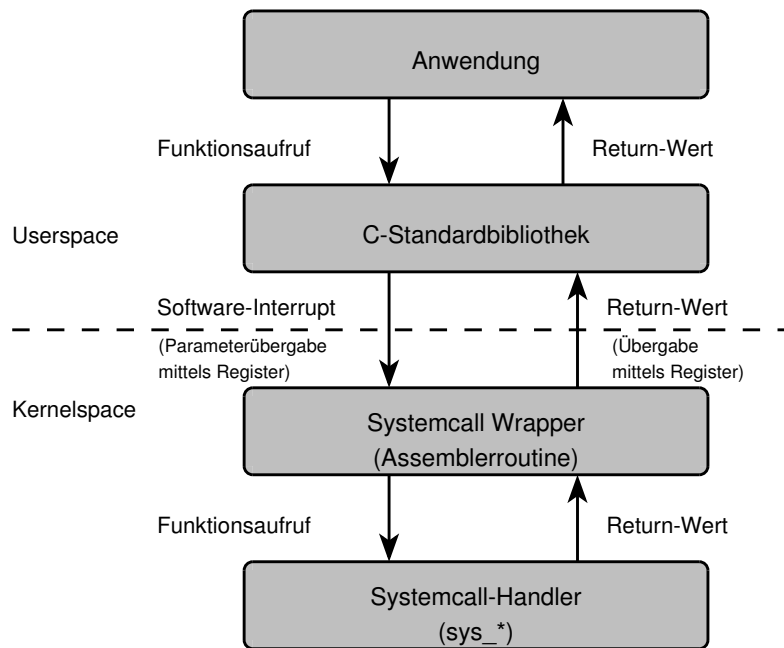 Anwendung
Funktionsaufruf
Return-Wert
Userspace
C-Standardbibliothek
Software-Interrupt
Return-Wert
(Parameterübergabe
mittels Register)
(Übergabe
mittels Register)
Kernelspace
Systemcall Wrapper
(Assemblerroutine)
Funktionsaufruf
Return-Wert
Systemcall-Handler
(sys_*)